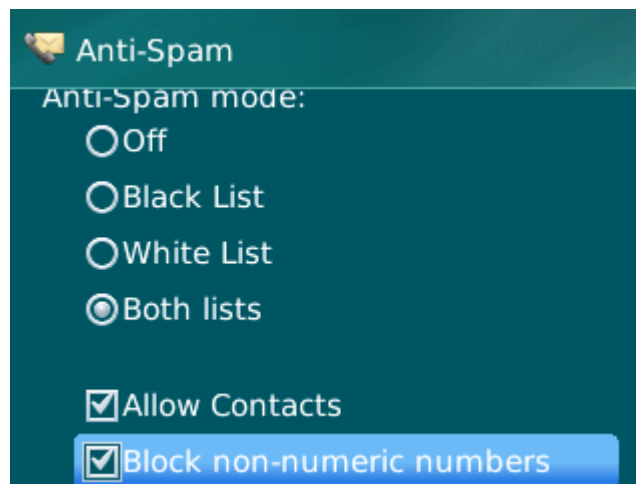 Anti-Spam
Anti-Spam mode:
Off
Black List
White List
Both lists
Allow Contacts
Block non-numeric numbers